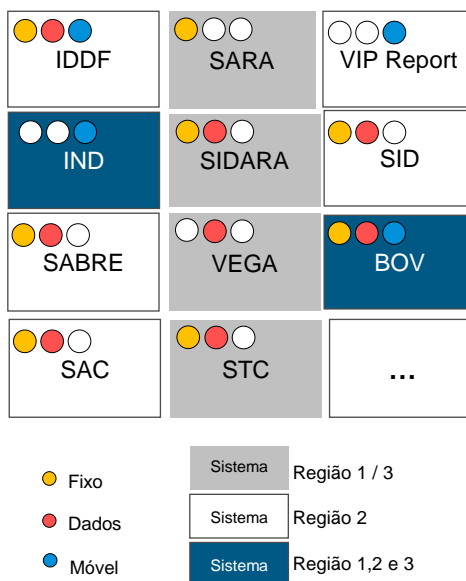 IDDF
SARA
VIP Report
IND
SIDARA
SID
SABRE
VEGA
BOV
SAC
STC
...
Fixo
Dados
Móvel
Sistema
Região 1 / 3
Sistema
Região 2
Sistema
Região 1,2 e 3